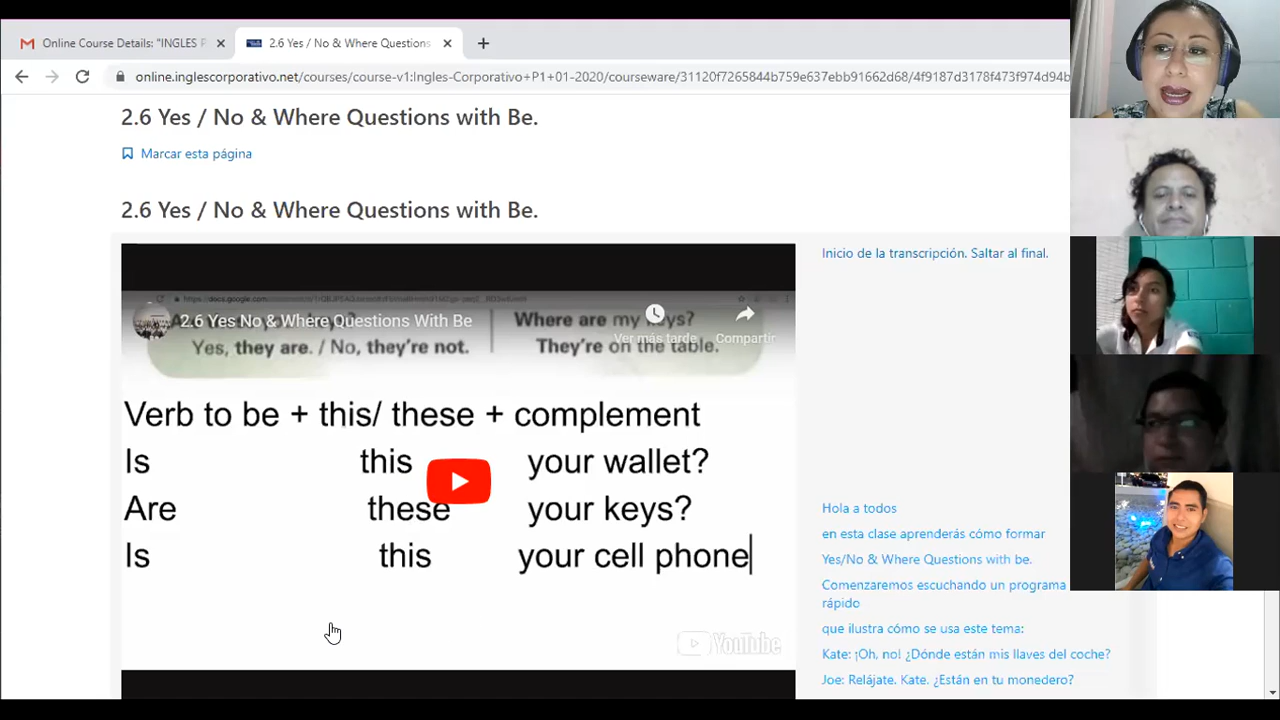 Online Course Details: "INGLES P
2.6 Yes / No & Where Questions
online.inglescorporativo.net/courses/course-v1:Ingles-Corporativo+P1+01-2020/courseware/31120f7265844b759e637ebb91662d68/4f9187d3178f473f974d94b
2.6 Yes / No & Where Questions with Be.
Marcar esta página
2.6 Yes / No & Where Questions with Be.
2.6 Yes No & Where Questions With Be
Yes, they are. / No, they're not.
Where are my keys?
They're on the table.
Ver más tarde
Compartir
Verb to be + this/ these + complement
Is this your wallet?
Are these your keys?
Is this your cell phone
YouTube
Inicio de la transcripción. Saltar al final.
Hola a todos
en esta clase aprenderás cómo formar
Yes/No & Where Questions with be.
Comenzaremos escuchando un programa
rápido
que ilustra cómo se usa este tema:
Kate: ¡Oh, no! ¿Dónde están mis llaves del coche?
Joe: Relájate. Kate. ¿Están en tu monedero?